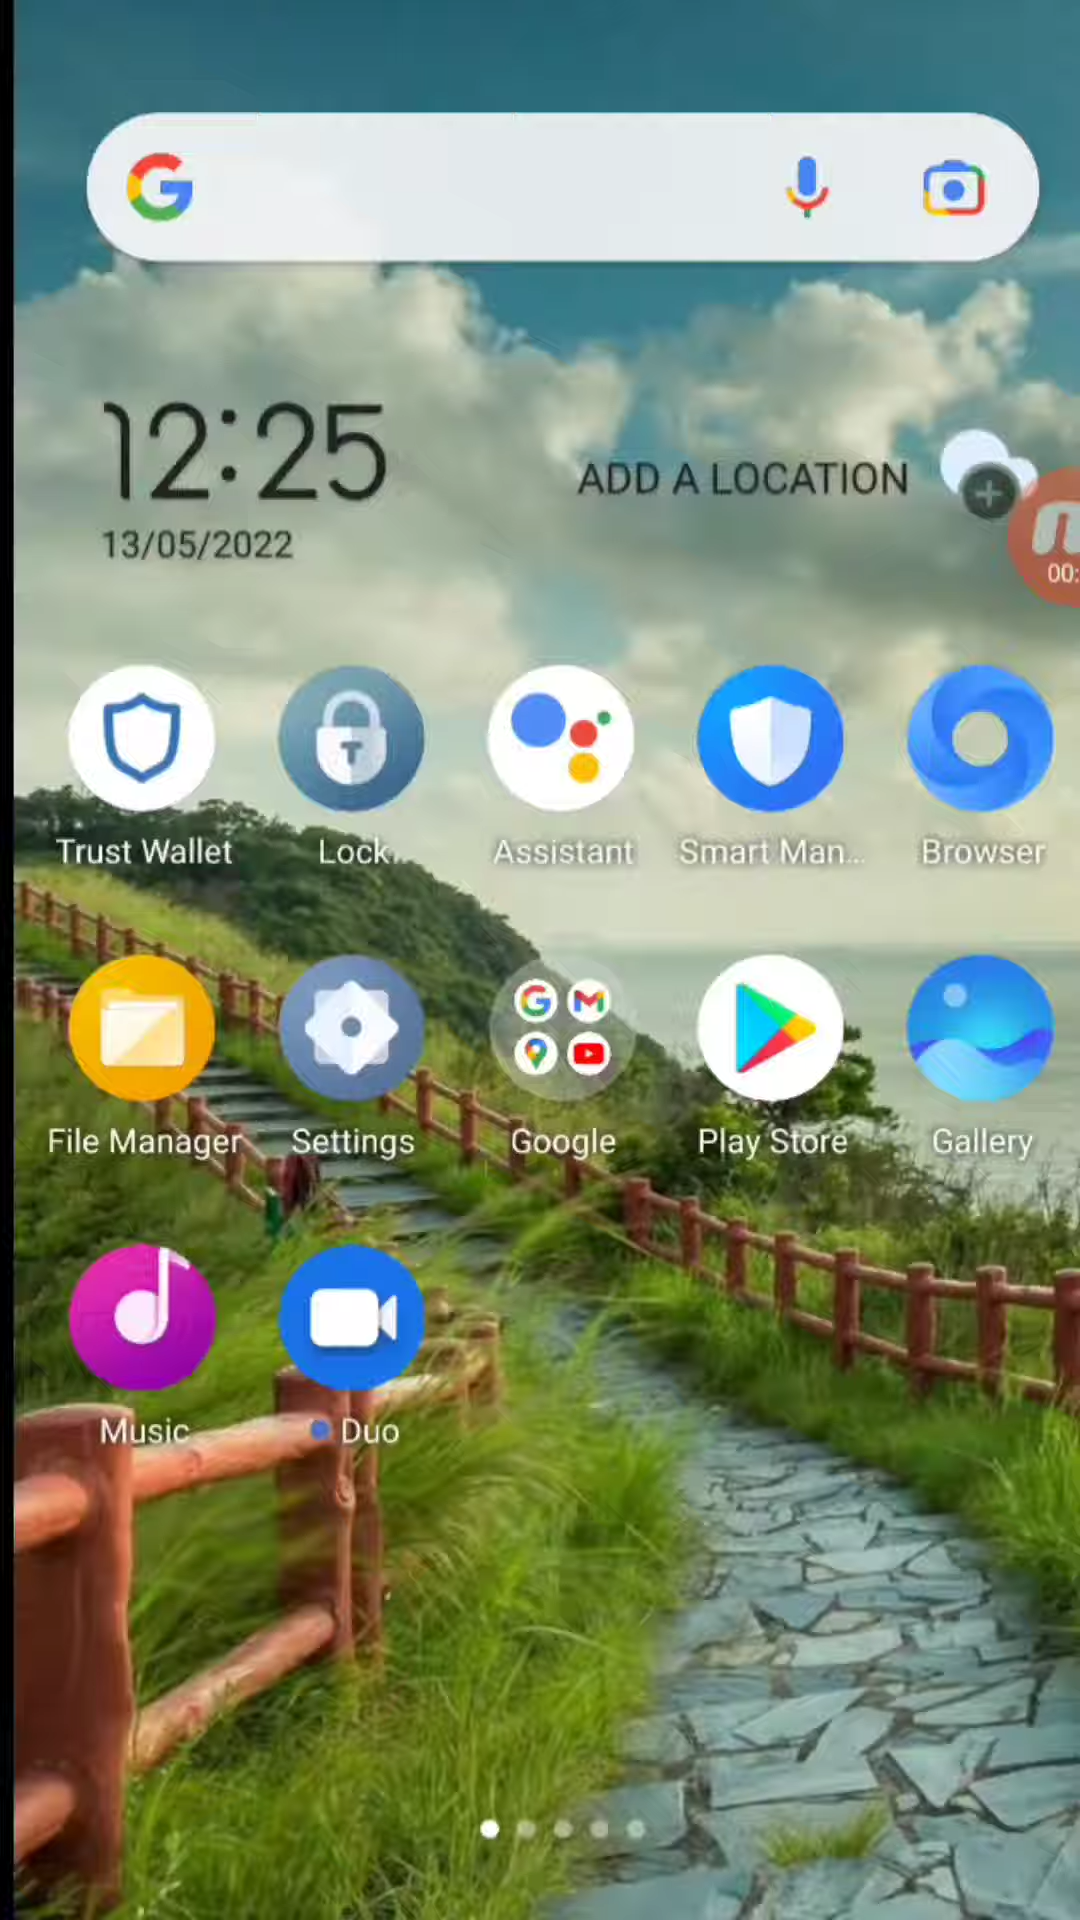 12:25
ADD A LOCATION
13/05/2022
00:
Trust Wallet
Lock
Assistant
Smart Man...
Browser
File Manager
Settings
Google
Play Store
Gallery
Music
Duo